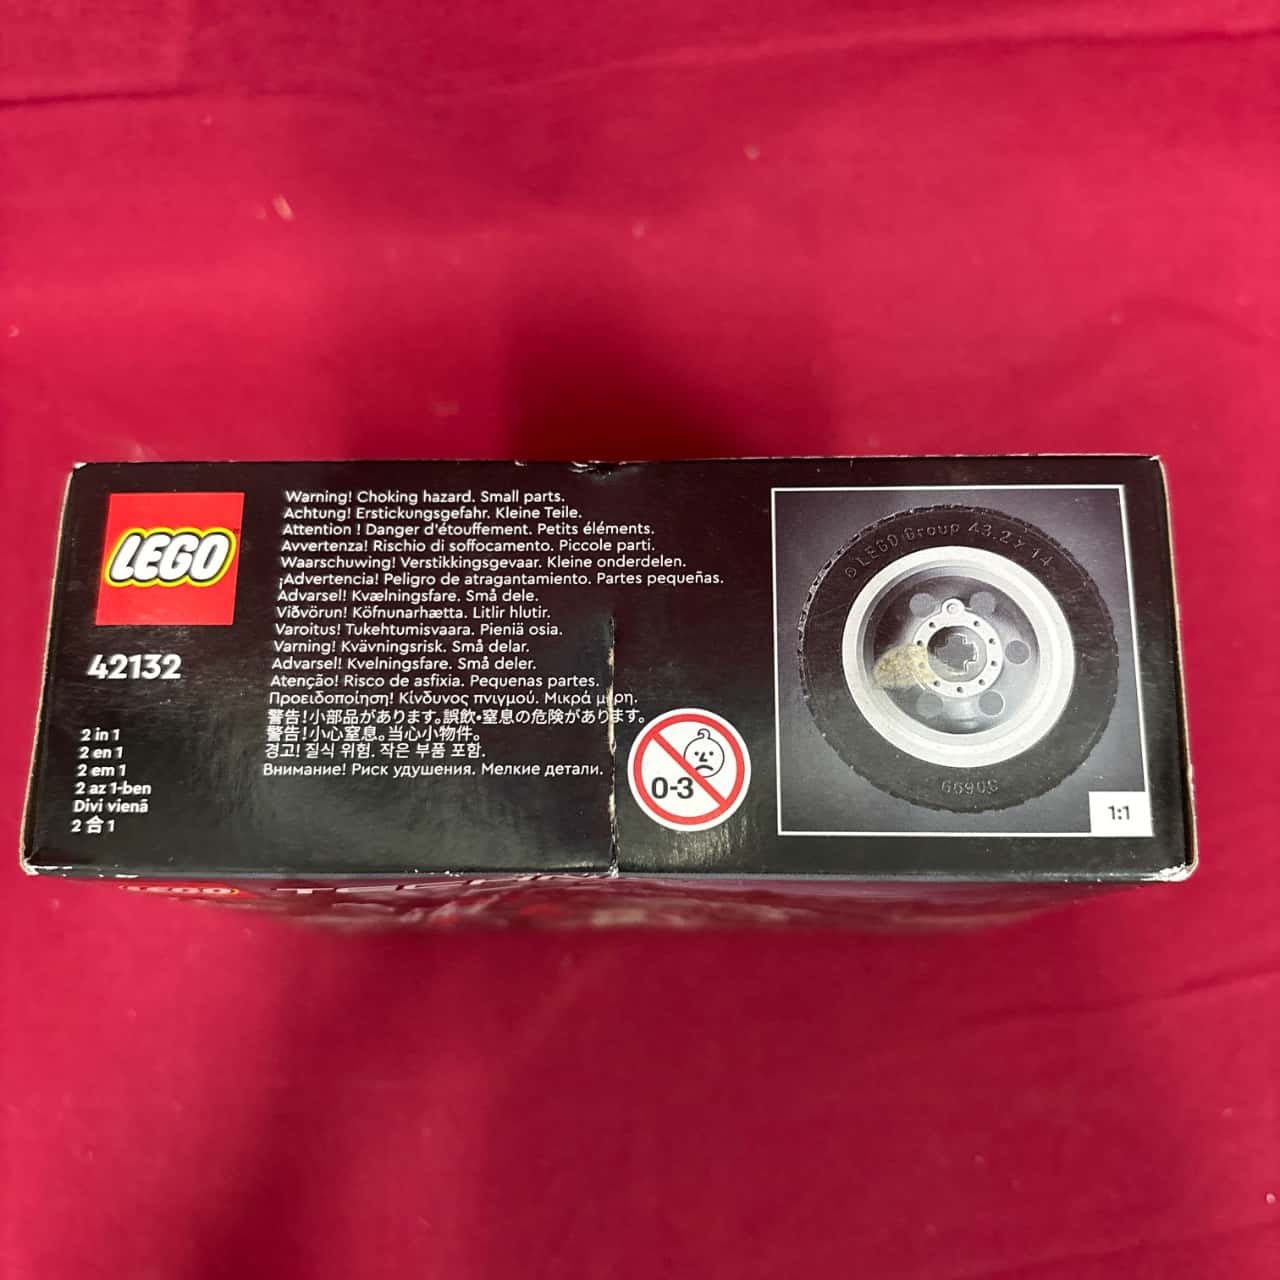 LEGO
42132
2 in 1
2 en 1
2 em 1
2 az 1-ben
Divi vienā
2 合 1
Warning! Choking hazard. Small parts.
Achtung! Erstickungsgefahr. Kleine Teile.
Attention ! Danger d'étouffement. Petits éléments.
Avvertenza! Rischio di soffocamento. Piccole parti.
Waarschuwing! Verstikkingsgevaar. Kleine onderdelen.
¡Advertencia! Peligro de atragantamiento. Partes pequeñas.
Advarsel! Kvælningsfare. Små dele.
Viðvörun! Köfnunarhætta. Litlir hlutir.
Varoitus! Tukehtumisvaara. Pieniä osia.
Varning! Kvävningsrisk. Små delar.
Advarsel! Kvelningsfare. Små deler.
Atenção! Risco de asfixia. Pequenas partes.
Προειδοποίηση! Κίνδυνος πνιγμού. Μικρά μέρη.
警告!小部品があります。誤飲・窒息の危険があります。
警告!小心窒息。当心小物件。
경고! 질식 위험. 작은 부품 포함.
Внимание! Риск удушения. Мелкие детали.
0-3
© LEGO Group 43.2 X 14
1:1
LEGO